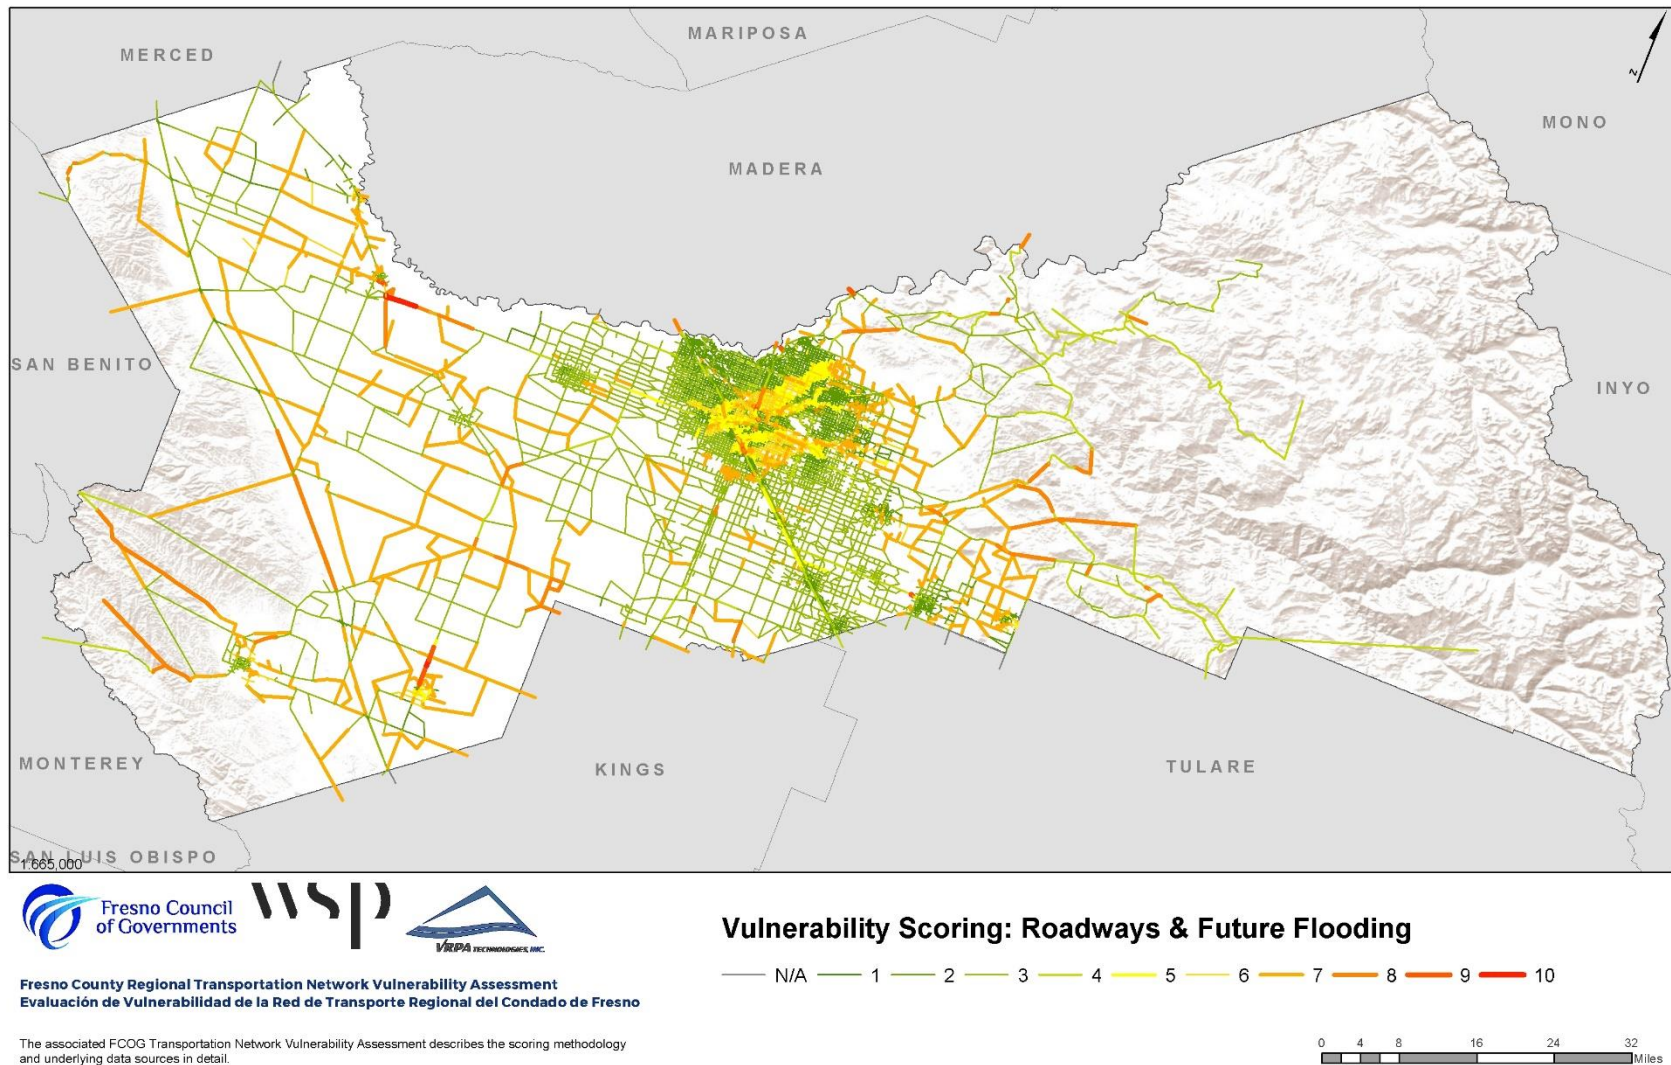 MERCED
MARIPOSA
MONO
MADERA
SAN BENITO
INYO
MONTEREY
KINGS
TULARE
SAN LUIS OBISPO
1:665,000
N
Fresno Council
of Governments
wsp
VRPA TECHNOLOGIES, INC.
Fresno County Regional Transportation Network Vulnerability Assessment
Evaluación de Vulnerabilidad de la Red de Transporte Regional del Condado de Fresno
The associated FCOG Transportation Network Vulnerability Assessment describes the scoring methodology
and underlying data sources in detail.
Vulnerability Scoring: Roadways & Future Flooding
N/A 1 2 3 4 5 6 7 8 9 10
0 4 8 16 24 32
Miles